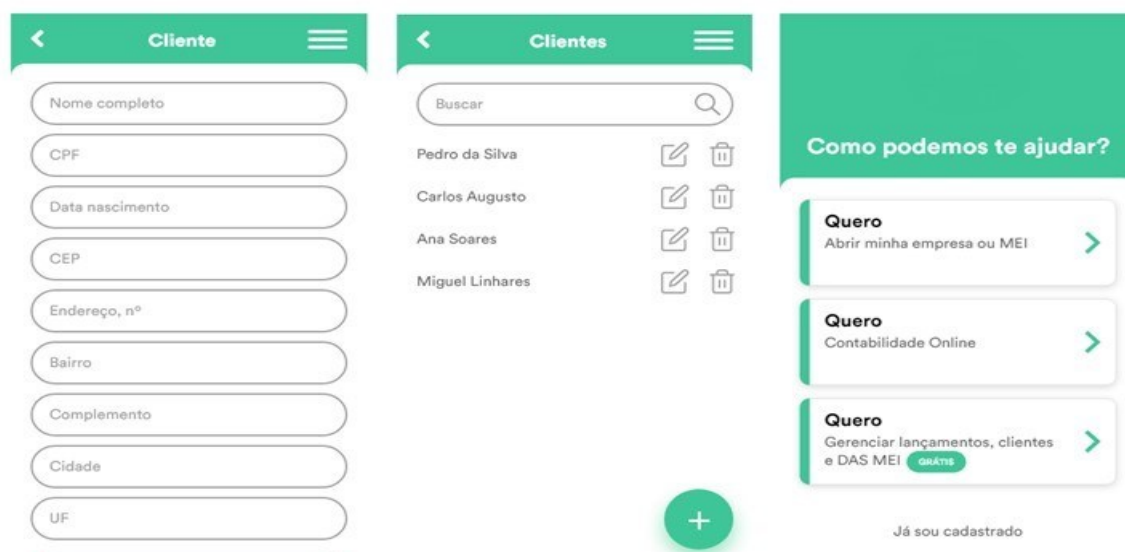 Cliente
Nome completo
CPF
Data nascimento
CEP
Endereço, nº
Bairro
Complemento
Cidade
UF
Clientes
Buscar
Pedro da Silva
Carlos Augusto
Ana Soares
Miguel Linhares
+
Como podemos te ajudar?
Quero
Abrir minha empresa ou MEI
Quero
Contabilidade Online
Quero
Gerenciar lançamentos, clientes
e DAS MEI GRÁTIS
Já sou cadastrado